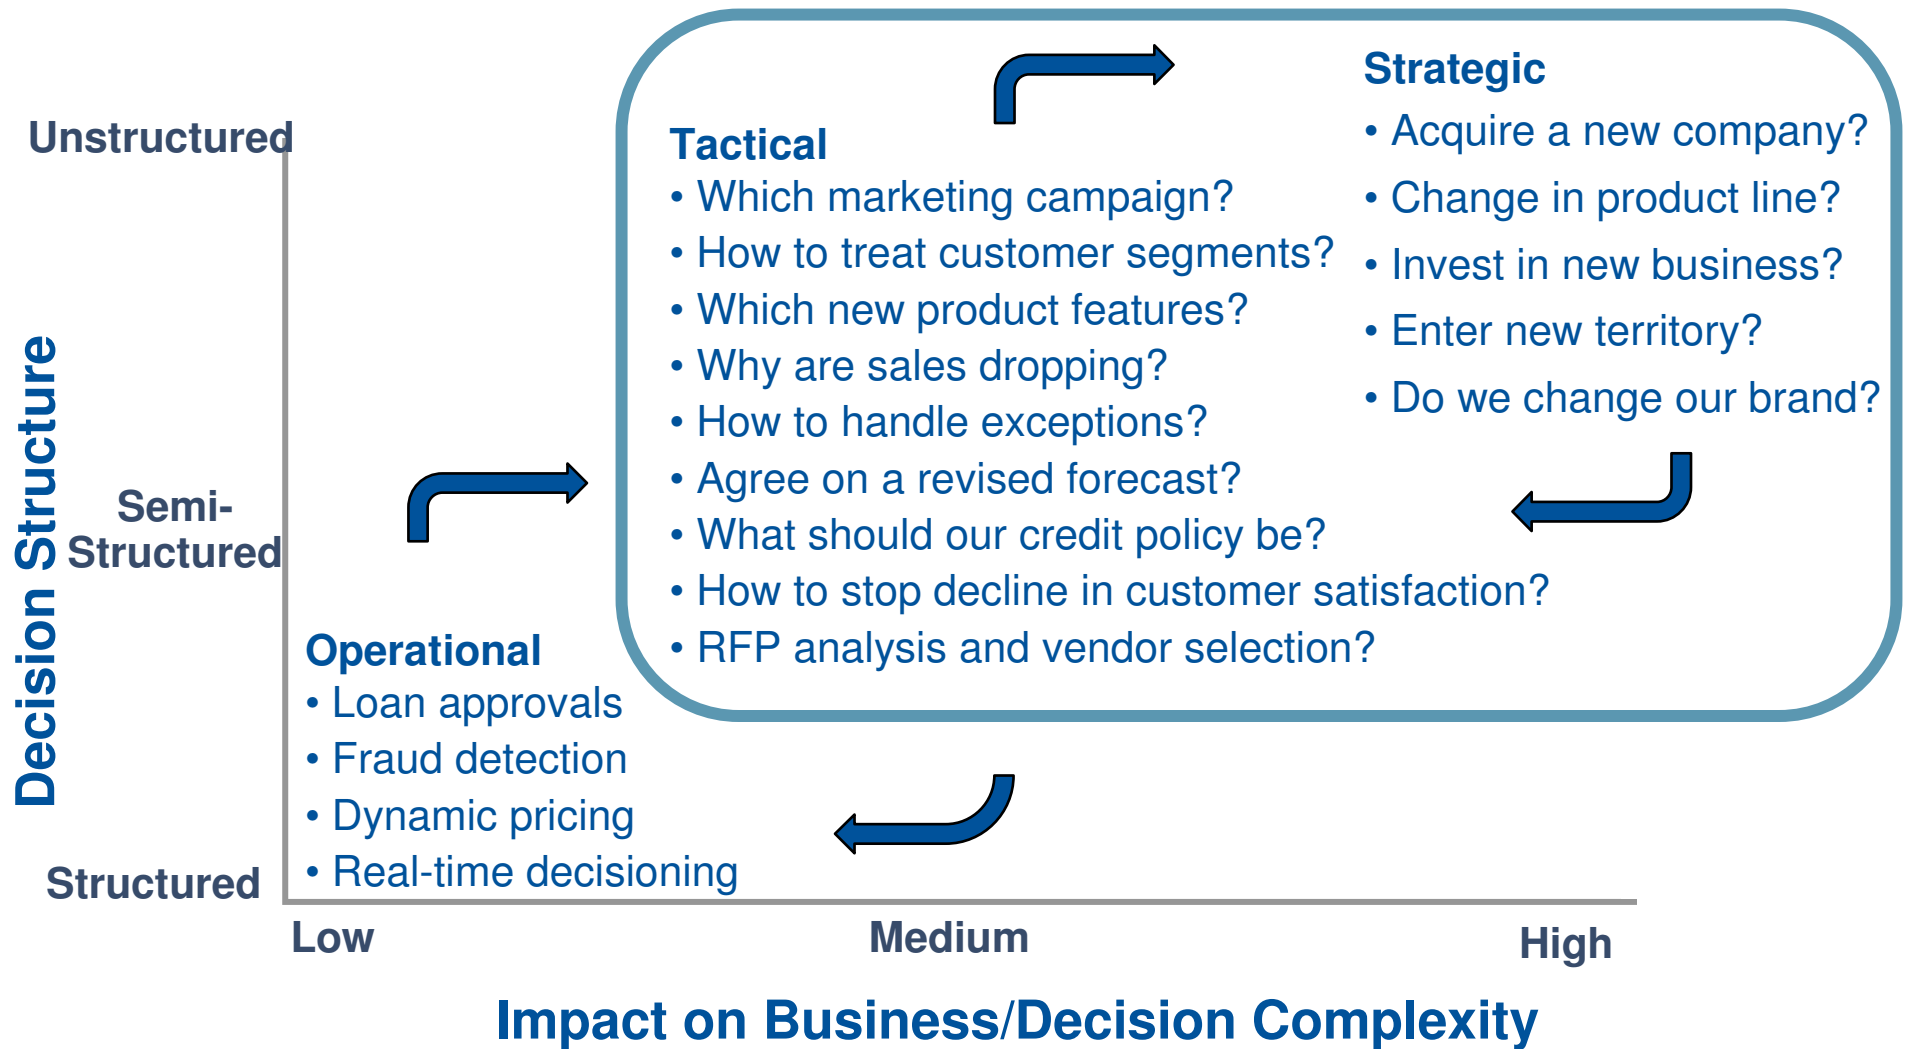 Strategic
• Acquire a new company?
• Change in product line?
• Invest in new business?
• Enter new territory?
• Do we change our brand?
Tactical
• Which marketing campaign?
• How to treat customer segments?
• Which new product features?
• Why are sales dropping?
• How to handle exceptions?
• Agree on a revised forecast?
• What should our credit policy be?
• How to stop decline in customer satisfaction?
• RFP analysis and vendor selection?
Operational
• Loan approvals
• Fraud detection
• Dynamic pricing
• Real-time decisioning
Decision Structure
Unstructured
Semi-
Structured
Structured
Low
Medium
High
Impact on Business/Decision Complexity